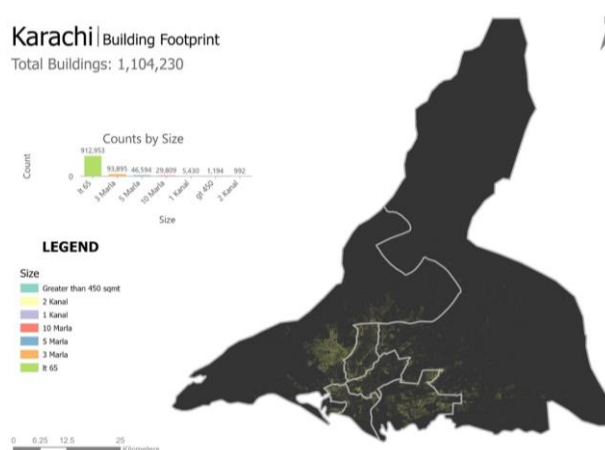 Karachi | Building Footprint
Total Buildings: 1,104,230
Counts by Size
Count
912,953
93,895
46,594
29,809
5,430
1,194
992
0
lt 65
3 Marla
5 Marla
10 Marla
1 Kanal
gt 450
2 Kanal
Size
LEGEND
Size
Greater than 450 sqmt
2 Kanal
1 Kanal
10 Marla
5 Marla
3 Marla
lt 65
0 6.25 12.5 25
Kilometers